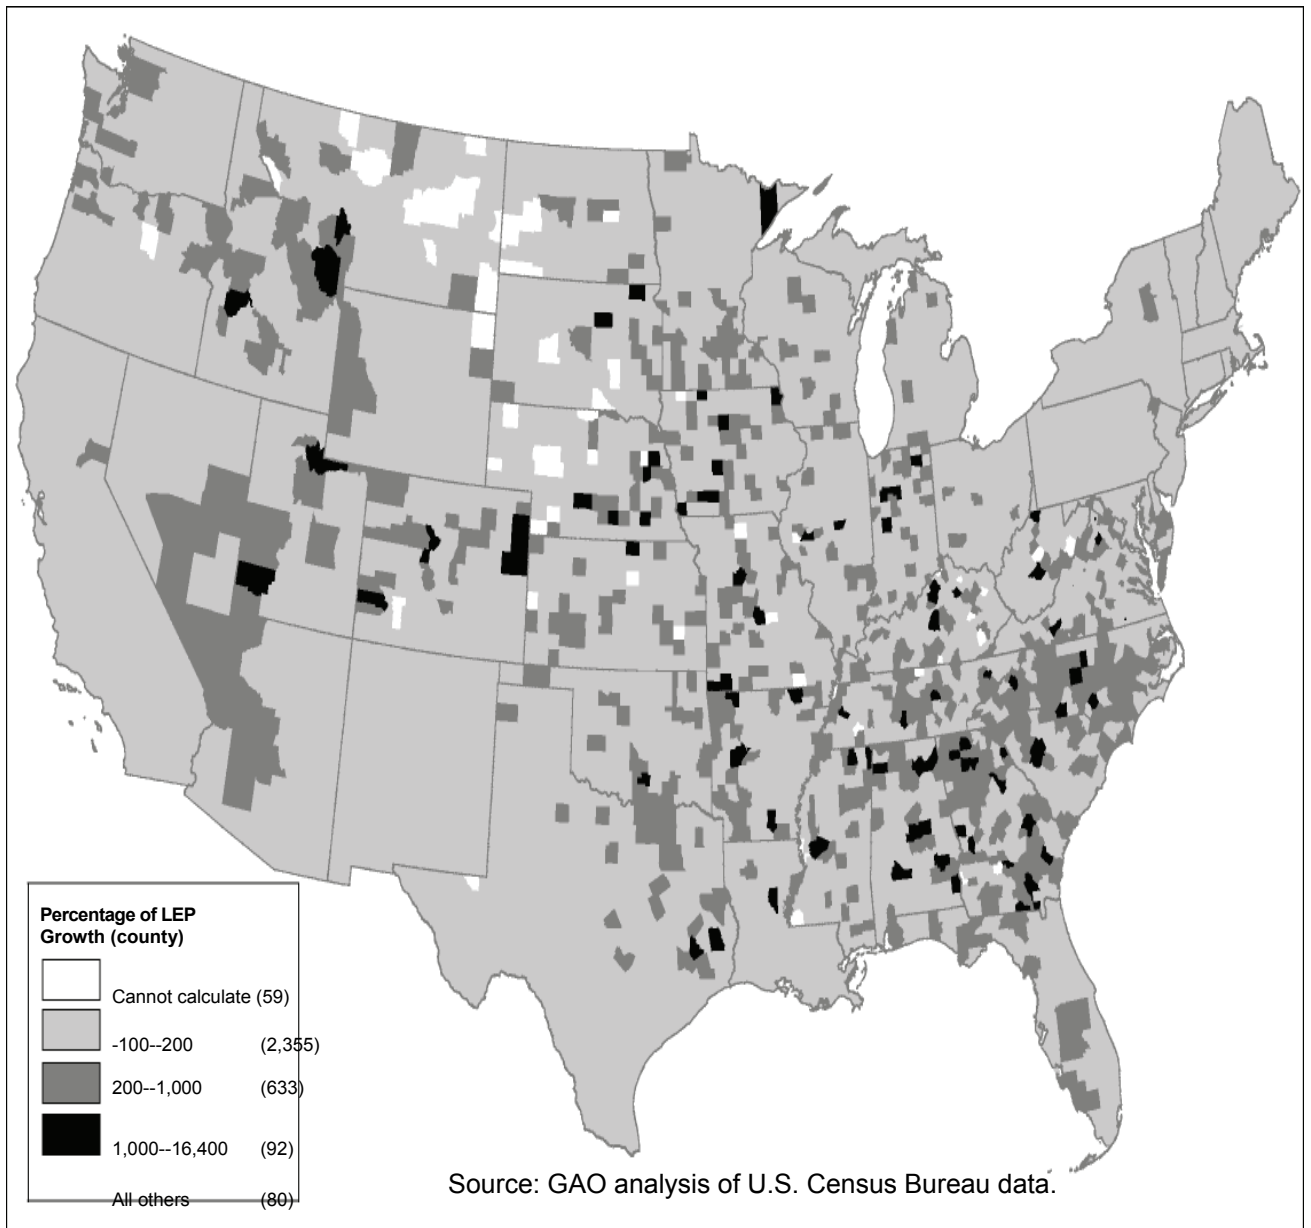 Percentage of LEP
Growth (county)
Cannot calculate (59)
-100--200 (2,355)
200--1,000 (633)
1,000--16,400 (92)
All others (80)
Source: GAO analysis of U.S. Census Bureau data.